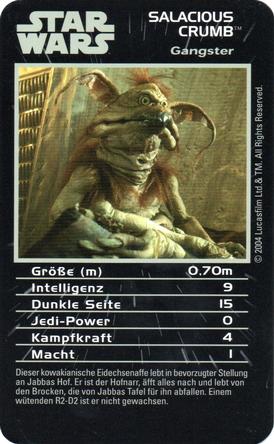 STAR
WARS
SALACIOUS
CRUMB™
Gangster
© 2004 Lucasfilm Ltd. & TM. All Rights Reserved.
Größe (m) 0.70m
Intelligenz 9
Dunkle Seite 15
Jedi-Power 0
Kampfkraft 4
Macht 1
Dieser kowakianische Eidechsenaffe lebt in bevorzugter Stellung
an Jabbas Hof. Er ist der Hofnarr, äfft alles nach und lebt von
den Brocken, die von Jabbas Tafel für ihn abfallen. Einem
wütenden R2-D2 ist er nicht gewachsen.